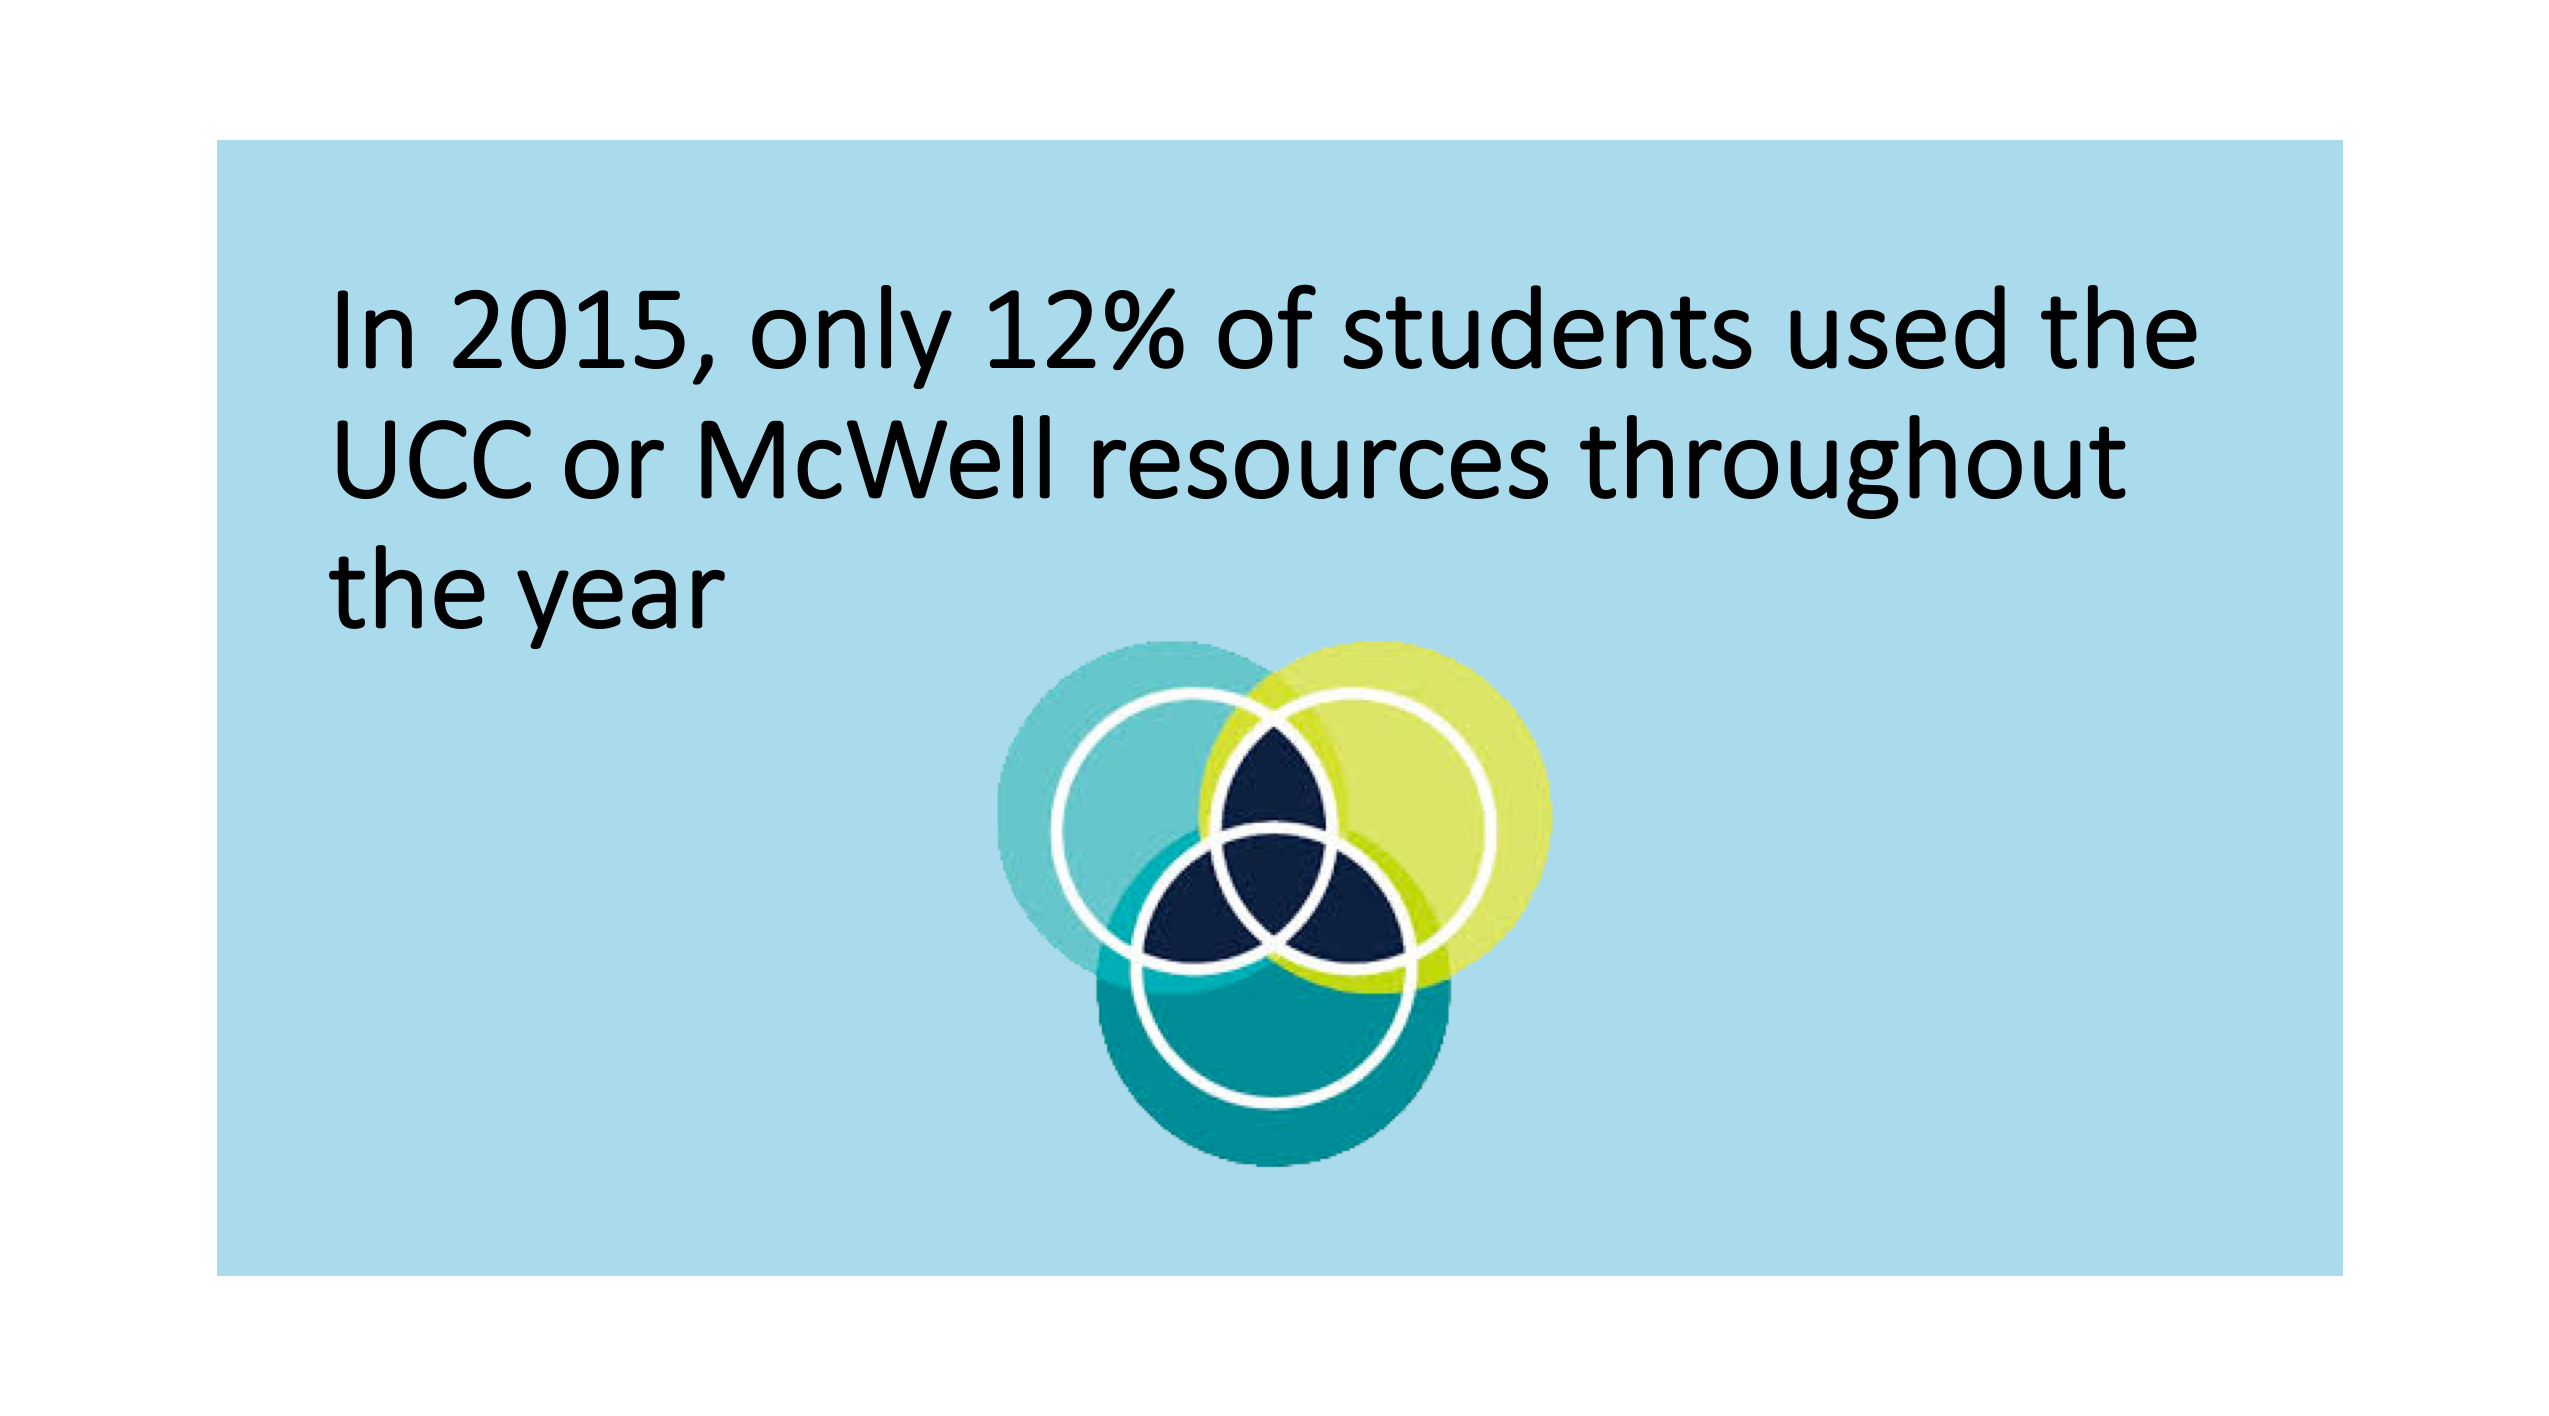 In 2015, only 12% of students used the
UCC or McWell resources throughout
the year